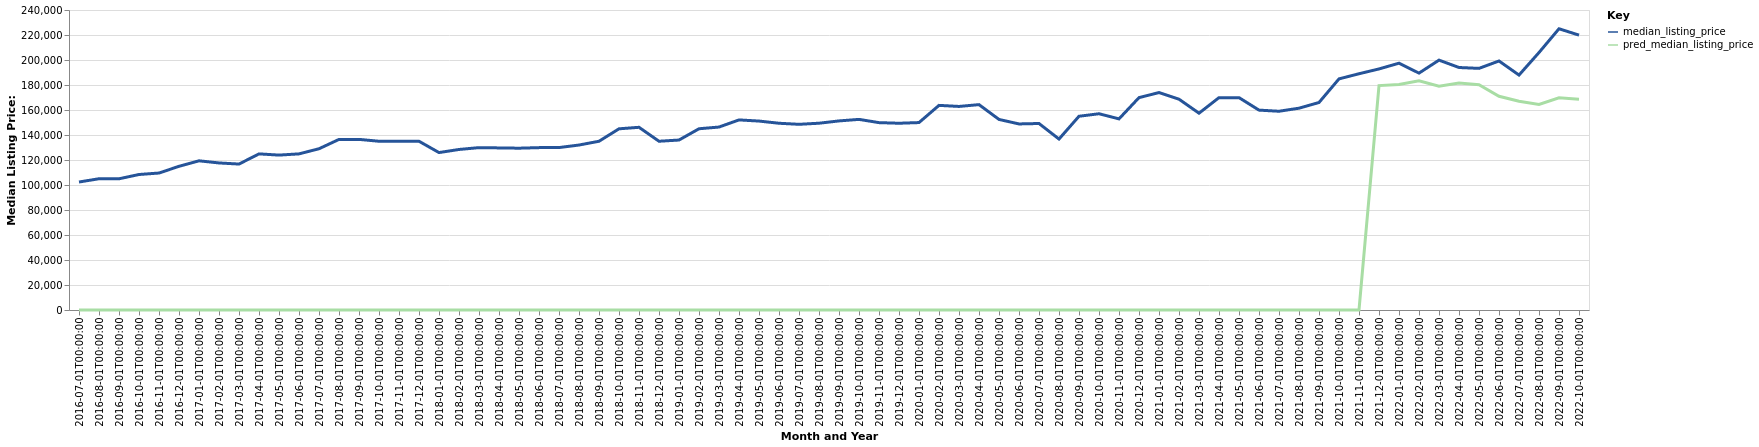 240,000
220,000
200,000
180,000
160,000
140,000
120,000
100,000
80,000
60,000
40,000
20,000
0
Median Listing Price:
2016-07-01T00:00:00
2016-08-01T00:00:00
2016-09-01T00:00:00
2016-10-01T00:00:00
2016-11-01T00:00:00
2016-12-01T00:00:00
2017-01-01T00:00:00
2017-02-01T00:00:00
2017-03-01T00:00:00
2017-04-01T00:00:00
2017-05-01T00:00:00
2017-06-01T00:00:00
2017-07-01T00:00:00
2017-08-01T00:00:00
2017-09-01T00:00:00
2017-10-01T00:00:00
2017-11-01T00:00:00
2017-12-01T00:00:00
2018-01-01T00:00:00
2018-02-01T00:00:00
2018-03-01T00:00:00
2018-04-01T00:00:00
2018-05-01T00:00:00
2018-06-01T00:00:00
2018-07-01T00:00:00
2018-08-01T00:00:00
2018-09-01T00:00:00
2018-10-01T00:00:00
2018-11-01T00:00:00
2018-12-01T00:00:00
2019-01-01T00:00:00
2019-02-01T00:00:00
2019-03-01T00:00:00
2019-04-01T00:00:00
2019-05-01T00:00:00
2019-06-01T00:00:00
2019-07-01T00:00:00
2019-08-01T00:00:00
2019-09-01T00:00:00
2019-10-01T00:00:00
2019-11-01T00:00:00
2019-12-01T00:00:00
2020-01-01T00:00:00
2020-02-01T00:00:00
2020-03-01T00:00:00
2020-04-01T00:00:00
2020-05-01T00:00:00
2020-06-01T00:00:00
2020-07-01T00:00:00
2020-08-01T00:00:00
2020-09-01T00:00:00
2020-10-01T00:00:00
2020-11-01T00:00:00
2020-12-01T00:00:00
2021-01-01T00:00:00
2021-02-01T00:00:00
2021-03-01T00:00:00
2021-04-01T00:00:00
2021-05-01T00:00:00
2021-06-01T00:00:00
2021-07-01T00:00:00
2021-08-01T00:00:00
2021-09-01T00:00:00
2021-10-01T00:00:00
2021-11-01T00:00:00
2021-12-01T00:00:00
2022-01-01T00:00:00
2022-02-01T00:00:00
2022-03-01T00:00:00
2022-04-01T00:00:00
2022-05-01T00:00:00
2022-06-01T00:00:00
2022-07-01T00:00:00
2022-08-01T00:00:00
2022-09-01T00:00:00
2022-10-01T00:00:00
Month and Year
Key
median_listing_price
pred_median_listing_price